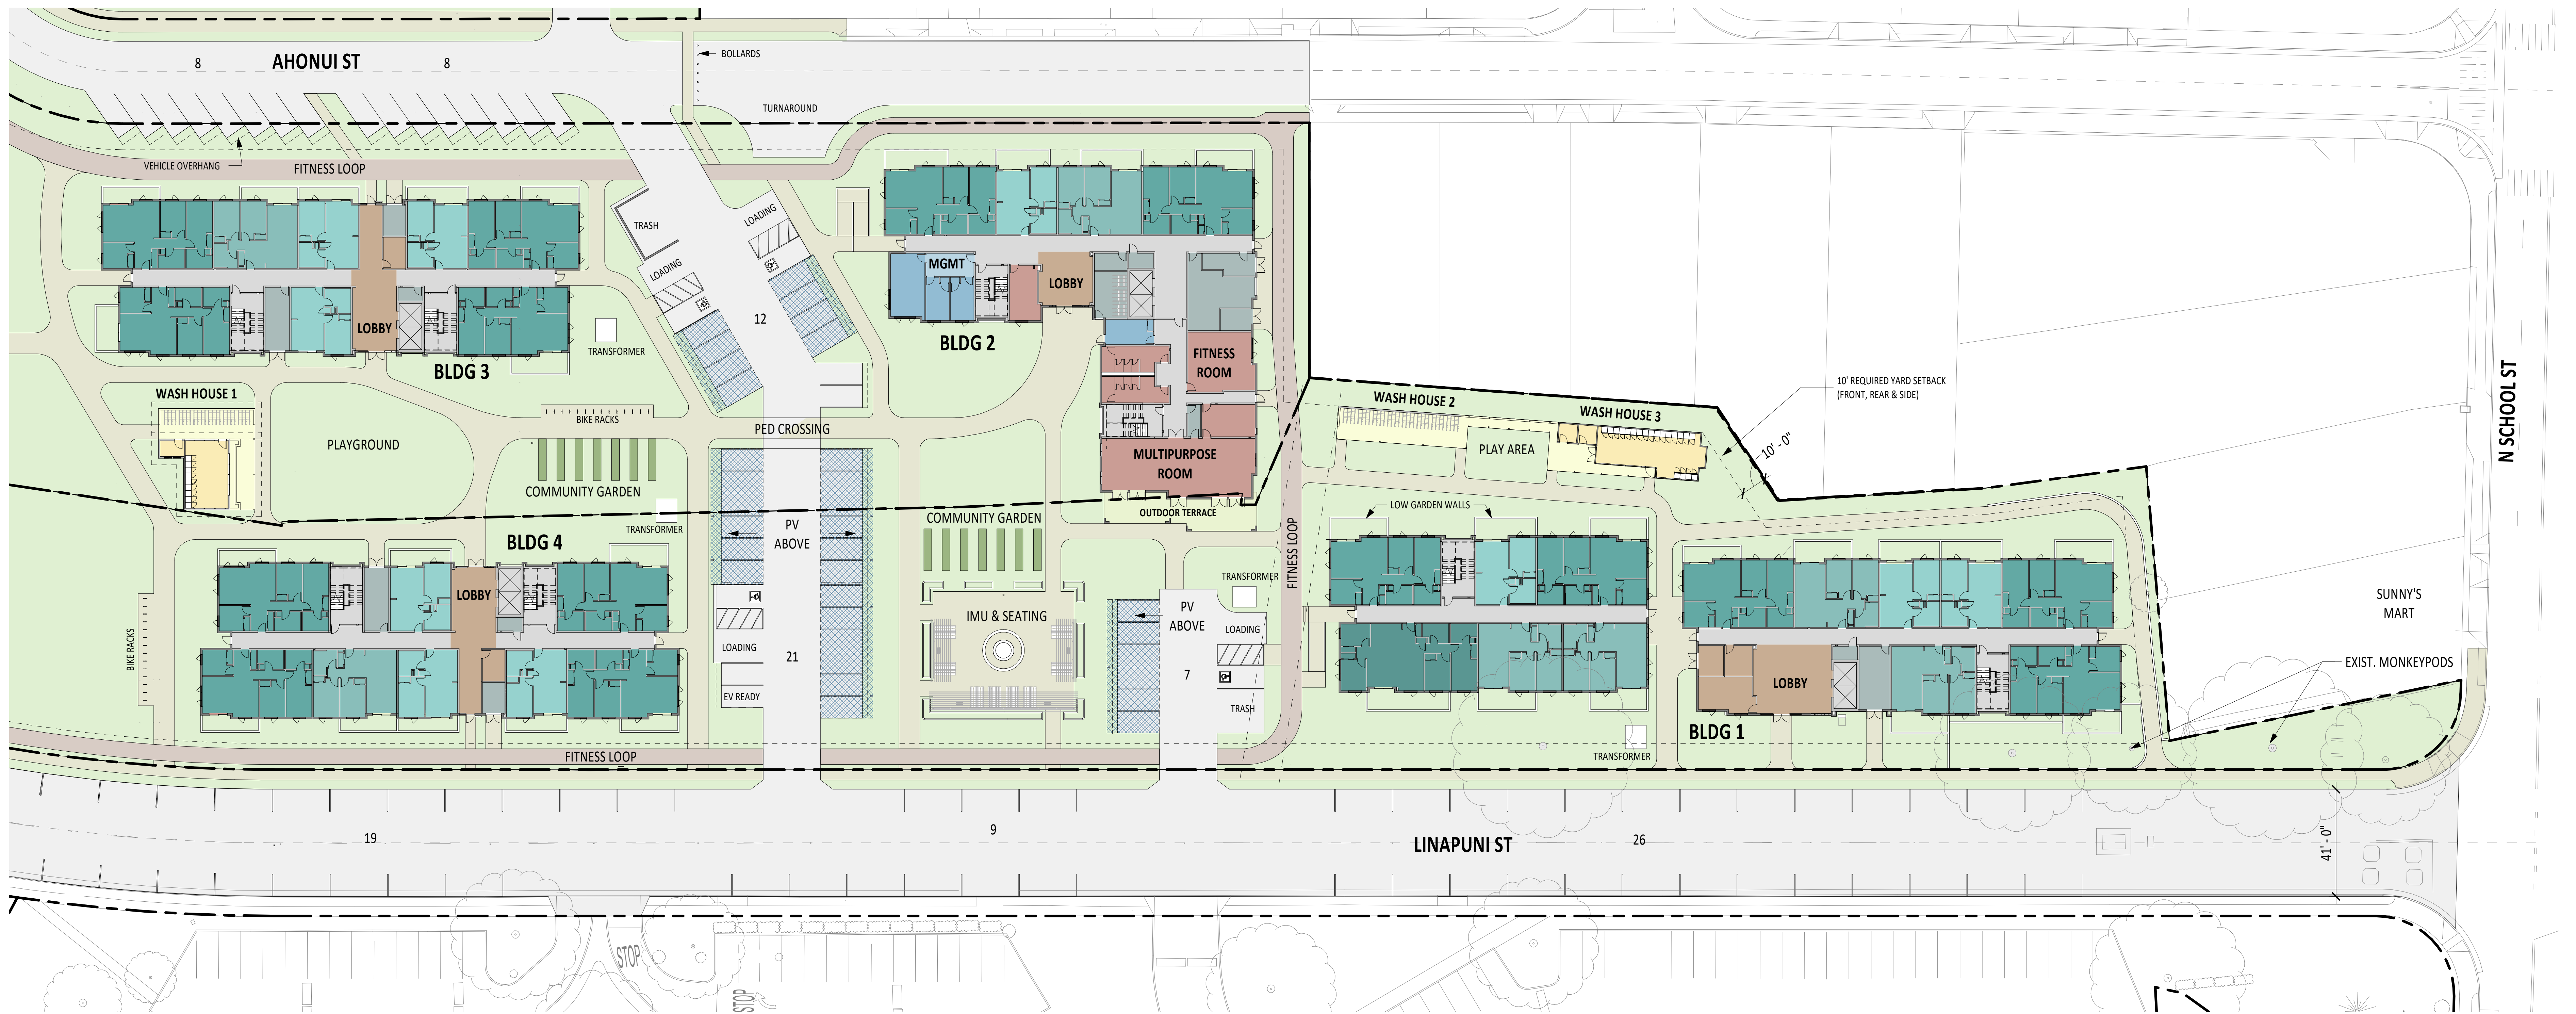 BOLLARDS
AHONUI ST
8
8
TURNAROUND
VEHICLE OVERHANG
FITNESS LOOP
TRASH
LOADING
LOADING
MGMT
LOBBY
12
LOBBY
TRANSFORMER
BLDG 3
BLDG 2
FITNESS
ROOM
WASH HOUSE 1
BIKE RACKS
PED CROSSING
PLAYGROUND
MULTIPURPOSE
ROOM
COMMUNITY GARDEN
OUTDOOR TERRACE
WASH HOUSE 2
WASH HOUSE 3
10' REQUIRED YARD SETBACK
(FRONT, REAR & SIDE)
10' - 0"
PLAY AREA
N SCHOOL ST
LOW GARDEN WALLS
TRANSFORMER
BLDG 4
PV
ABOVE
COMMUNITY GARDEN
FITNESS LOOP
TRANSFORMER
LOBBY
IMU & SEATING
PV
ABOVE
LOADING
BIKE RACKS
LOADING
21
7
EV READY
TRASH
SUNNY'S
MART
EXIST. MONKEYPODS
LOBBY
BLDG 1
TRANSFORMER
FITNESS LOOP
19
9
LINAPUNI ST
26
41' - 0"
STOP
STOP